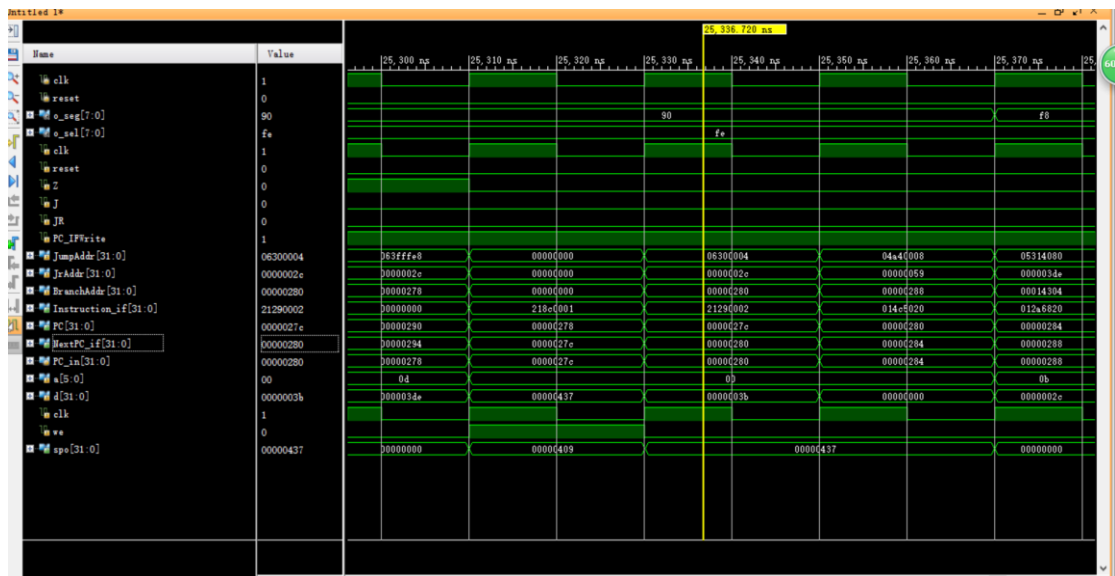 Untitled 1*
25,336.720 ns
Name Value
25,300 ns 25,310 ns 25,320 ns 25,330 ns 25,340 ns 25,350 ns 25,360 ns 25,370 ns 25,
60
clk 1
reset 0
o_seg[7:0] 90 90 f8
o_sel[7:0] fe fe
clk 1
reset 0
Z 0
J 0
JR 0
PC_IFWrite 1
JumpAddr[31:0] 06300004 063fffe8 00000000 06300004 04a40008 05314080
JrAddr[31:0] 0000002c 0000002c 00000000 0000002c 00000059 000003de
BranchAddr[31:0] 00000280 00000278 00000000 00000280 00000288 00014304
Instruction_if[31:0] 21290002 00000000 218c0001 21290002 014c5020 012a6820
PC[31:0] 0000027c 00000290 00000278 0000027c 00000280 00000284
NextPC_if[31:0] 00000280 00000294 0000027c 00000280 00000284 00000288
PC_in[31:0] 00000280 00000278 0000027c 00000280 00000284 00000288
a[5:0] 00 0d 00 0b
d[31:0] 0000003b 000003de 00000437 0000003b 00000000 0000002c
clk 1
we 0
spo[31:0] 00000437 00000000 00000409 00000437 00000000